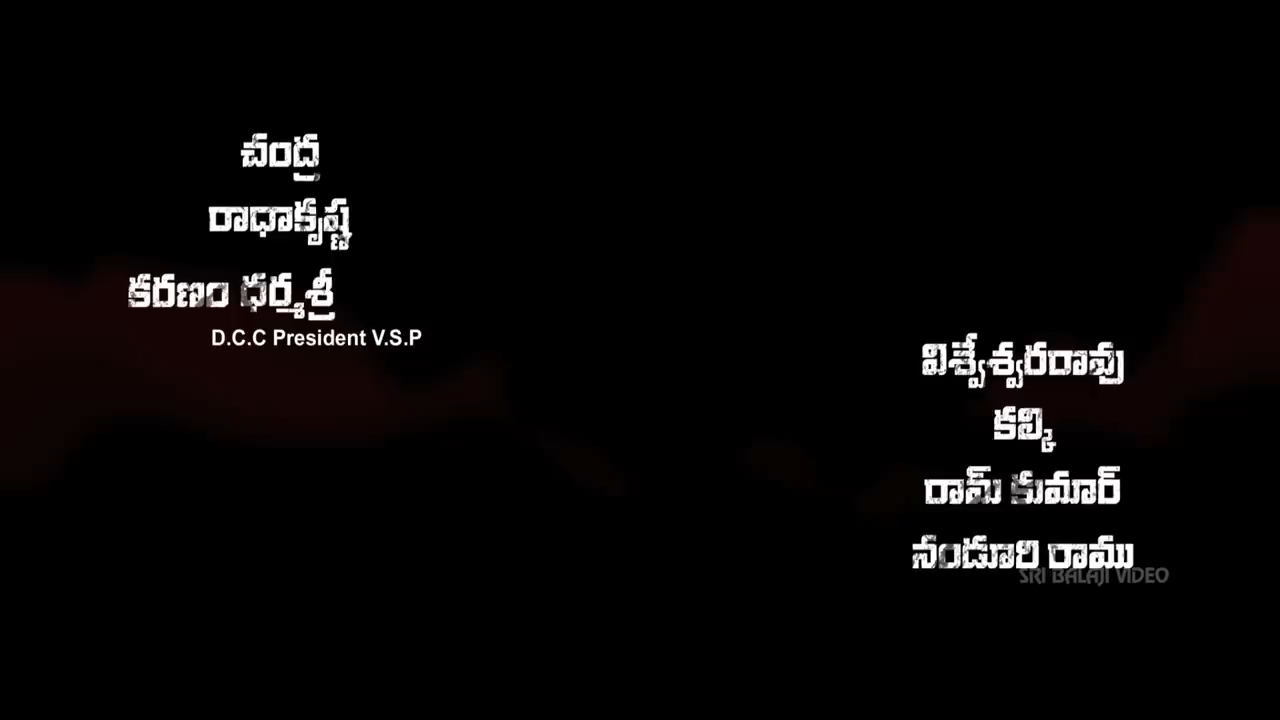 చంద్ర
రాధాకృష్ణ
కరణం ధర్మశ్రీ
D.C.C President V.S.P
విశ్వేశ్వరరావు
కల్కి
రామ్ కుమార్
నండూరి రాము
SRI BALAJI VIDEO